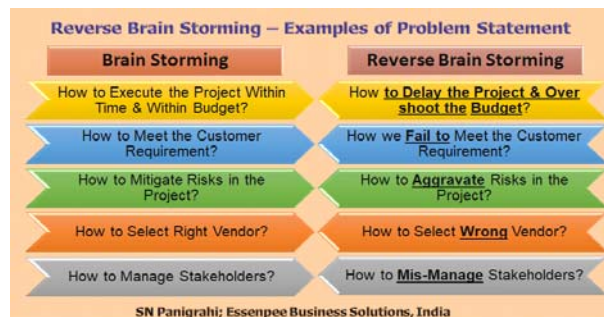 Reverse Brain Storming – Examples of Problem Statement
Brain Storming
Reverse Brain Storming
How to Execute the Project Within
Time & Within Budget?
How to Delay the Project & Over
shoot the Budget?
How to Meet the Customer
Requirement?
How we Fail to Meet the Customer
Requirement?
How to Mitigate Risks in the
Project?
How to Aggravate Risks in the
Project?
How to Select Right Vendor?
How to Select Wrong Vendor?
How to Manage Stakeholders?
How to Mis-Manage Stakeholders?
SN Panigrahi; Essenpee Business Solutions, India